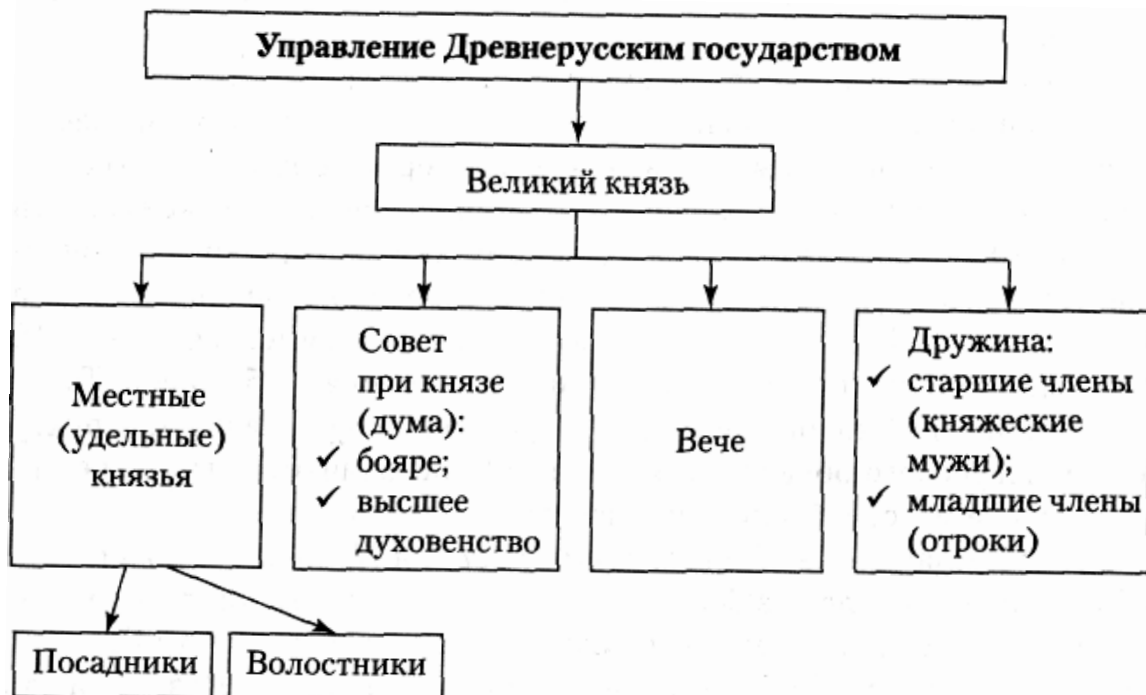 Управление Древнерусским государством
Великий князь
Местные
(удельные)
князья
Совет
при князе
(дума):
✓ бояре;
✓ высшее
духовенство
Вече
Дружина:
✓ старшие члены
(княжеские
мужи);
✓ младшие члены
(отроки)
Посадники
Волостники